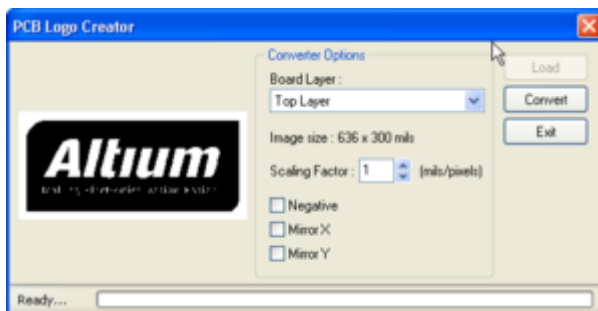 PCB Logo Creator
Converter Options
Board Layer :
Top Layer
Image size : 636 x 300 mils
Scaling Factor : 1 (mils/pixels)
Negative
Mirror X
Mirror Y
Load
Convert
Exit
Altium
Ready...